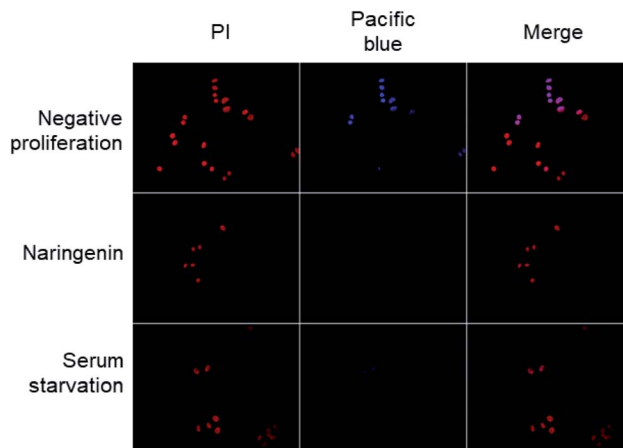 PI
Pacific
blue
Merge
Negative
proliferation
Naringenin
Serum
starvation